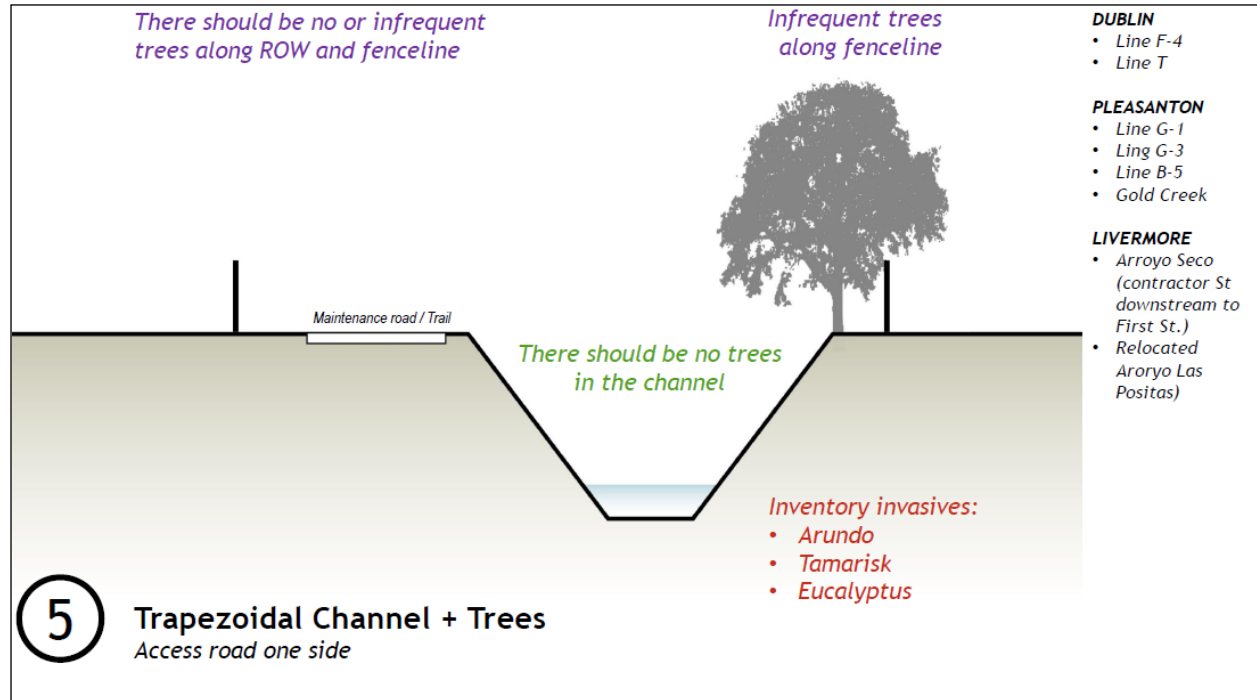 There should be no or infrequent
trees along ROW and fenceline
Infrequent trees
along fenceline
DUBLIN
• Line F-4
• Line T
PLEASANTON
• Line G-1
• Ling G-3
• Line B-5
• Gold Creek
LIVERMORE
• Arroyo Seco
(contractor St
downstream to
First St.)
• Relocated
Aroryo Las
Positas)
Maintenance road / Trail
There should be no trees
in the channel
Inventory invasives:
• Arundo
• Tamarisk
• Eucalyptus
5
Trapezoidal Channel + Trees
Access road one side